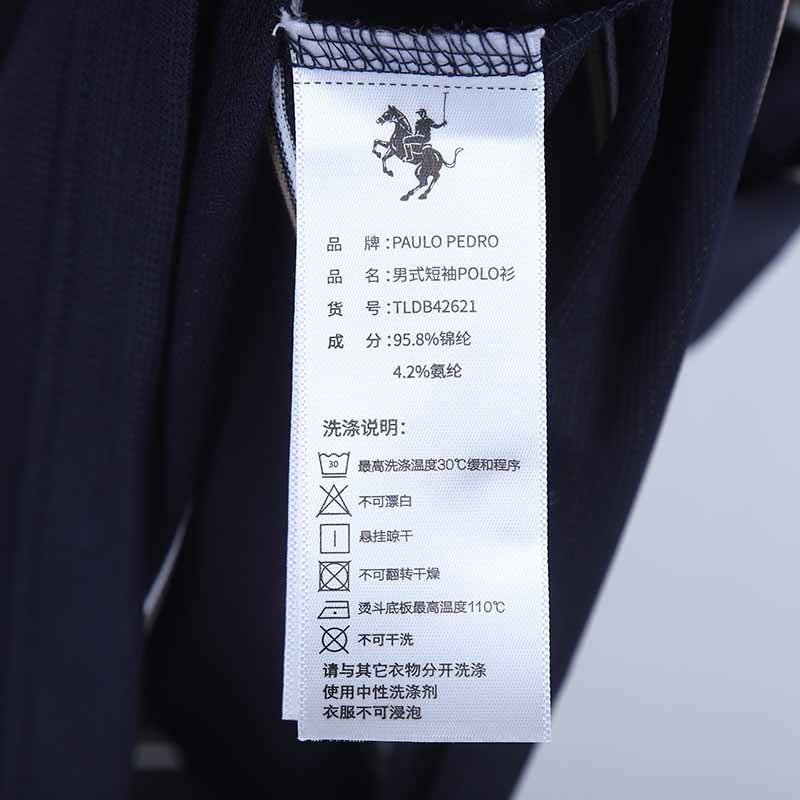 品 牌:PAULO PEDRO
品 名:男式短袖POLO衫
货 号:TLDB42621
成 分:95.8%锦纶
4.2%氨纶
洗涤说明:
30 最高洗涤温度30℃缓和程序
不可漂白
悬挂晾干
不可翻转干燥
烫斗底板最高温度110℃
不可干洗
请与其它衣物分开洗涤
使用中性洗涤剂
衣服不可浸泡